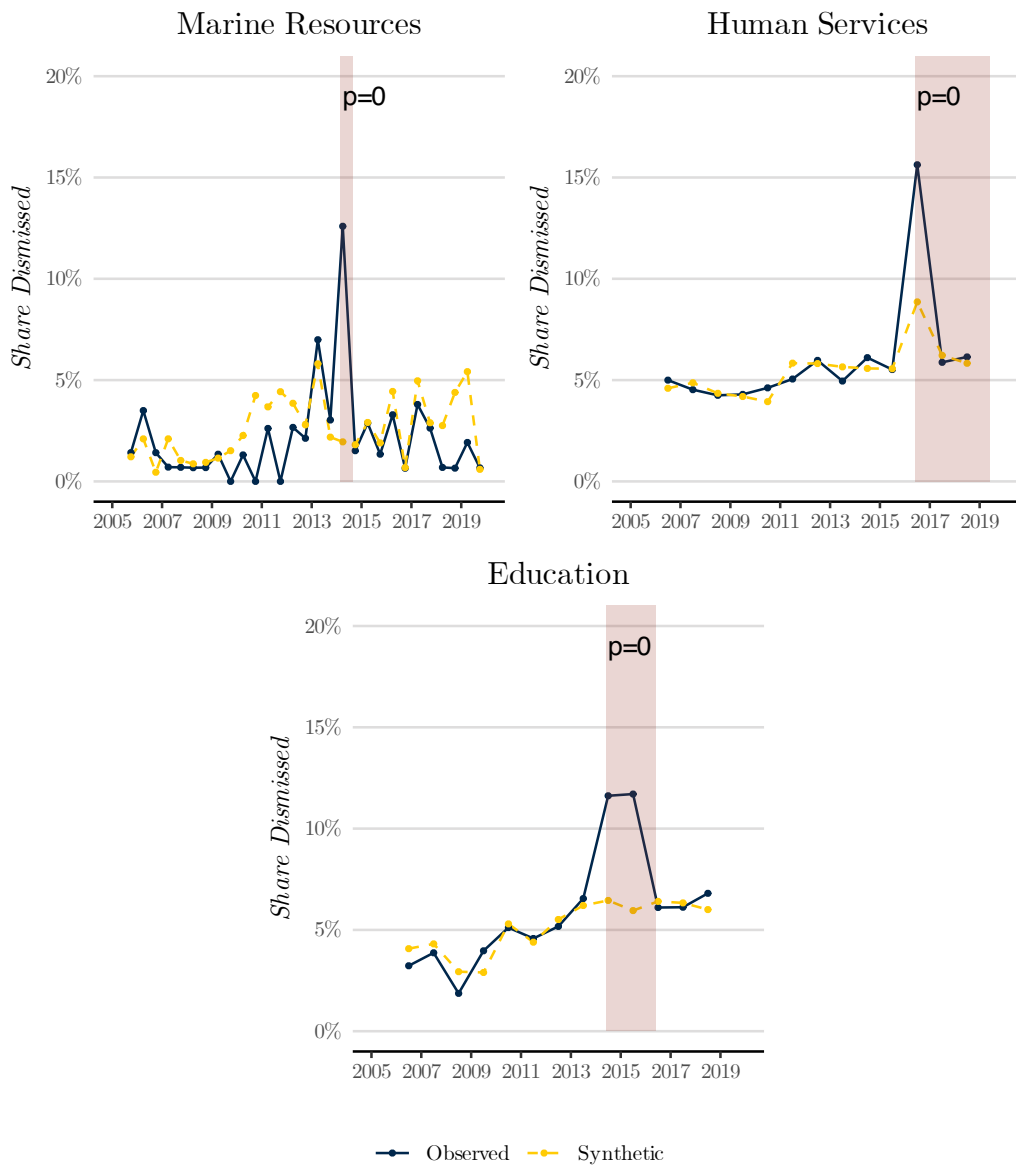 Marine Resources
Human Services
20%
15%
10%
5%
0%
Share Dismissed
p=0
2005 2007 2009 2011 2013 2015 2017 2019
20%
15%
10%
5%
0%
Share Dismissed
p=0
2005 2007 2009 2011 2013 2015 2017 2019
Education
20%
15%
10%
5%
0%
Share Dismissed
p=0
2005 2007 2009 2011 2013 2015 2017 2019
Observed Synthetic